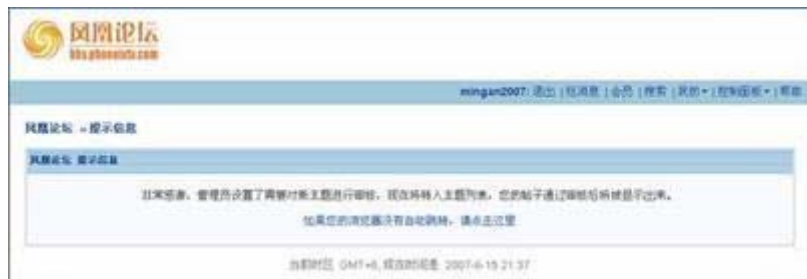 凤凰论坛
bbs.phoenixtv.com
mingan2007: 退出 | 短消息 | 会员 | 搜索 | 我的 | 控制面板 | 帮助
凤凰论坛 » 提示信息
凤凰论坛 提示信息
非常感谢，管理员设置了需要对新主题进行审核，现在将转入主题列表，您的帖子通过审核后将被显示出来。
如果您的浏览器没有自动跳转，请点击这里
当前时区 GMT+8, 现在时间是 2007-6-15 21:37